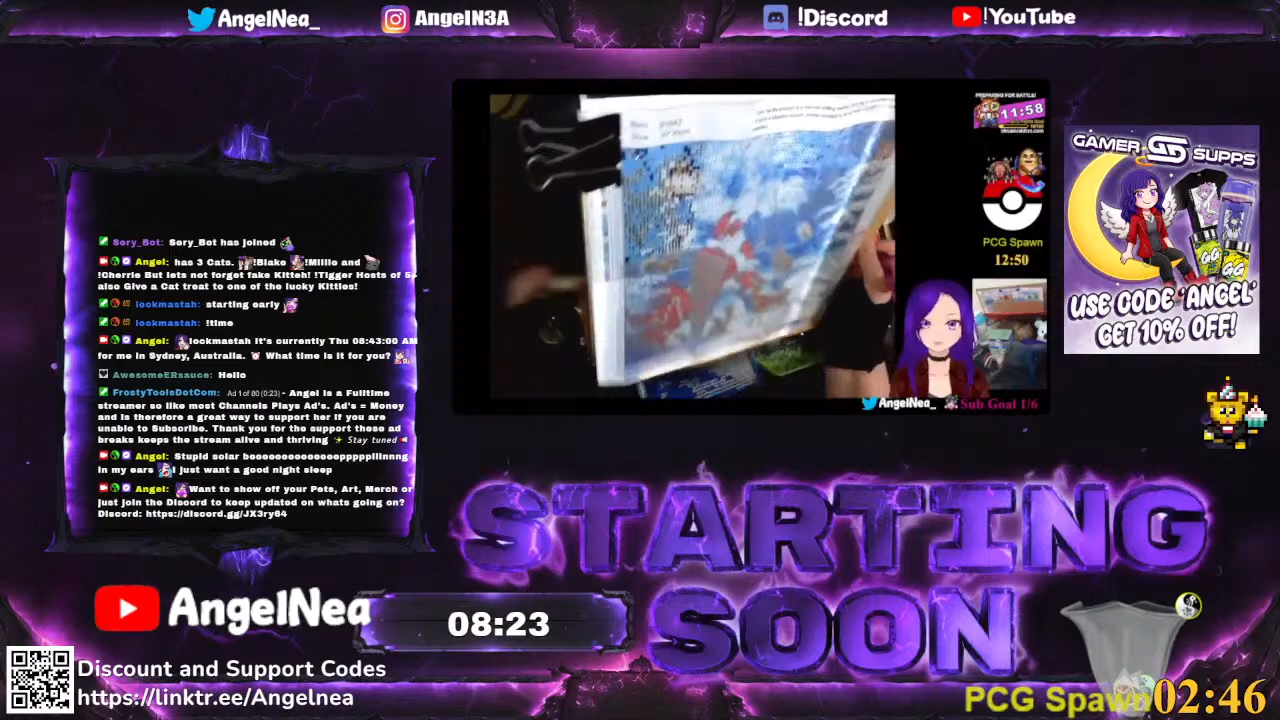 AngelNea_
AngelN3A
!Discord
!YouTube
Sery_Bot: Sery_Bot has joined
Angel: has 3 Cats. !Blake !Millie and
!Cherrie But lets not forget fake Kitteh! !Tigger Hosts of 5+
also Give a Cat treat to one of the lucky Kitties!
lockmastah: starting early
lockmastah: !time
Angel: lockmastah It's currently Thu 08:43:00 AM
for me in Sydney, Australia. What time is it for you?
AwesomeERsauce: Hello
FrostyToolsDotCom: Ad 1 of 80 (0:23) - Angel is a Fulltime
streamer so like most Channels Plays Ad's. Ad's = Money
and is therefore a great way to support her if you are
unable to Subscribe. Thank you for the support these ad
breaks keeps the stream alive and thriving Stay tuned
Angel: Stupid solar beeeeeeeeeeeepppppiiinnng
in my ears I just want a good night sleep
Angel: Want to show off your Pets, Art, Merch or
just join the Discord to keep updated on whats going on?
Discord: https://discord.gg/JX3ry64
PREPARING FOR BATTLE!
11:58
PCG Spawn
12:50
AngelNea_
Sub Goal 1/6
GAMER GS SUPPS
GG
GG
USE CODE 'ANGEL'
GET 10% OFF!
STARTING
SOON
AngelNea
08:23
Discount and Support Codes
https://linktr.ee/Angelnea
PCG Spawn
02:46